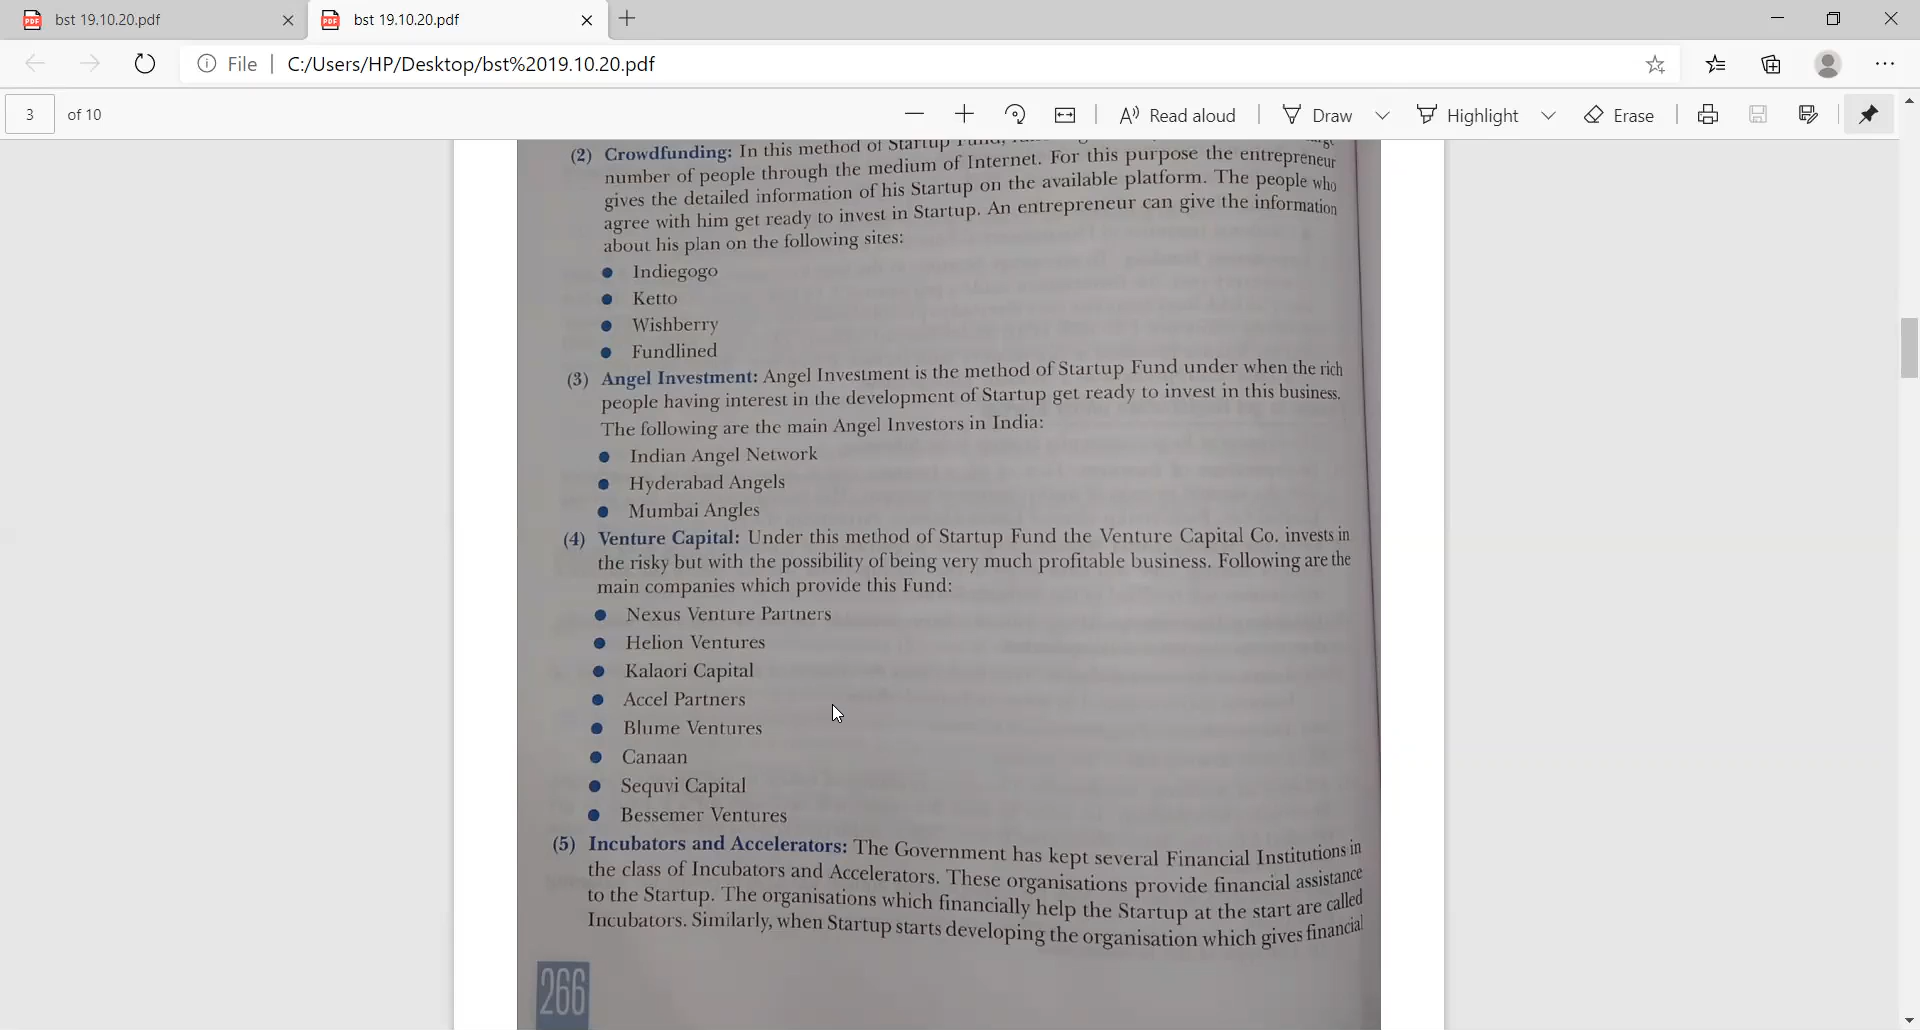 bst 19.10.20.pdf
bst 19.10.20.pdf
File
C:/Users/HP/Desktop/bst%2019.10.20.pdf
3 of 10
Read aloud
Draw
Highlight
Erase
(2) Crowdfunding: In this method of Startup
number of people through the medium of Internet. For this purpose the entrepreneur
gives the detailed information of his Startup on the available platform. The people who
agree with him get ready to invest in Startup. An entrepreneur can give the information
about his plan on the following sites:
Indiegogo
Ketto
Wishberry
Fundlined
(3) Angel Investment: Angel Investment is the method of Startup Fund under when the rich
people having interest in the development of Startup get ready to invest in this business.
The following are the main Angel Investors in India:
Indian Angel Network
Hyderabad Angels
Mumbai Angles
(4) Venture Capital: Under this method of Startup Fund the Venture Capital Co. invests in
the risky but with the possibility of being very much profitable business. Following are the
main companies which provide this Fund:
Nexus Venture Partners
Helion Ventures
Kalaori Capital
Accel Partners
Blume Ventures
Canaan
Sequvi Capital
Bessemer Ventures
(5) Incubators and Accelerators: The Government has kept several Financial Institutions in
the class of Incubators and Accelerators. These organisations provide financial assistance
to the Startup. The organisations which financially help the Startup at the start are called
Incubators. Similarly, when Startup starts developing the organisation which gives financial
266